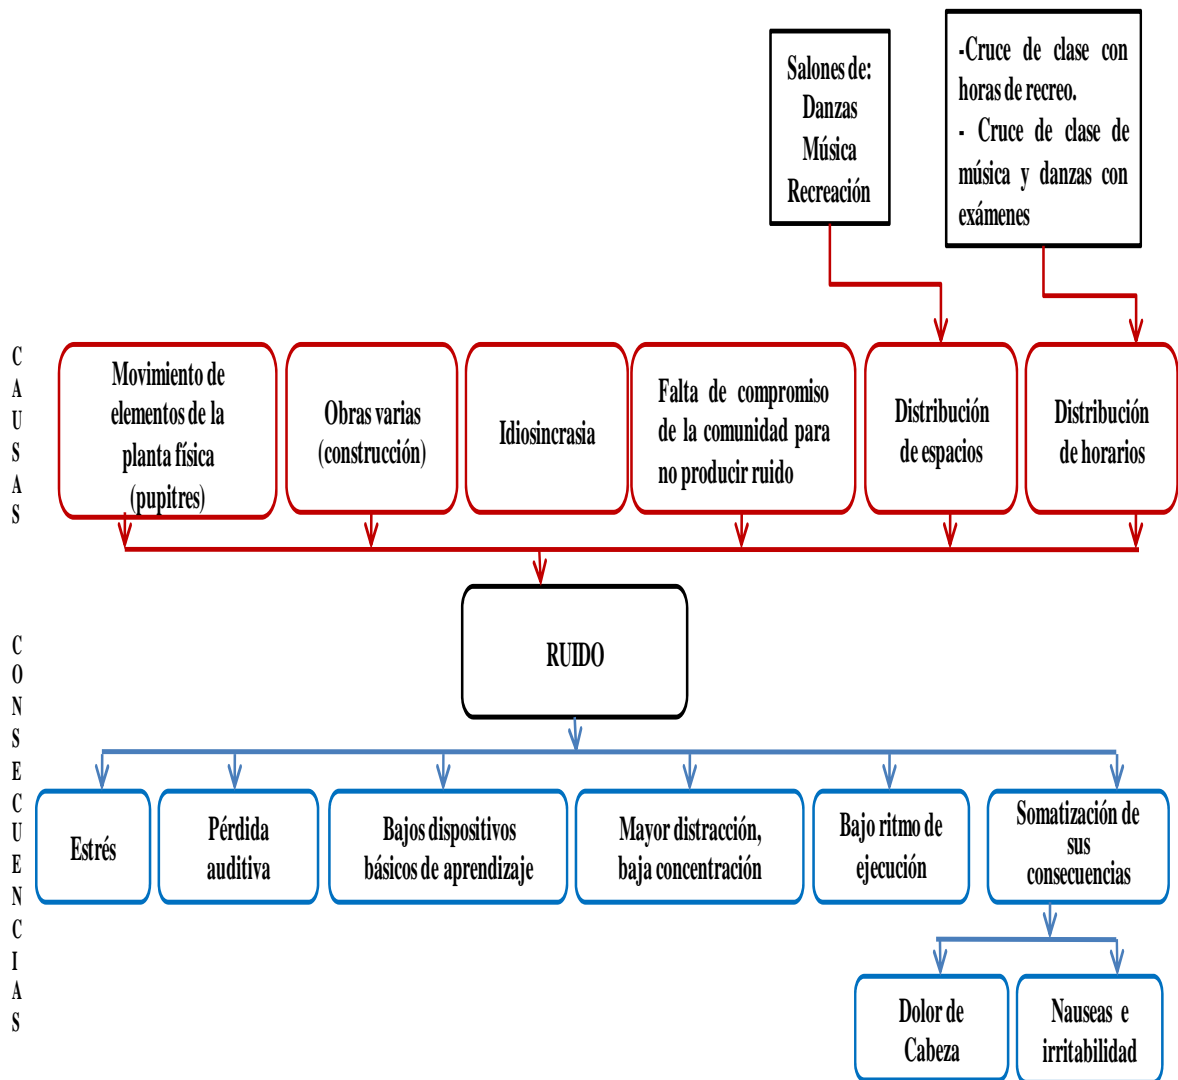 Salones de:
Danzas
Música
Recreación
-Cruce de clase con
horas de recreo.
- Cruce de clase de
música y danzas con
exámenes
CAUSAS
Movimiento de
elementos de la
planta física
(pupitres)
Obras varias
(construcción)
Idiosincrasia
Falta de compromiso
de la comunidad para
no producir ruido
Distribución
de espacios
Distribución
de horarios
RUIDO
CONSECUENCIAS
Estrés
Pérdida
auditiva
Bajos dispositivos
básicos de aprendizaje
Mayor distracción,
baja concentración
Bajo ritmo de
ejecución
Somatización de
sus
consecuencias
Dolor de
Cabeza
Nauseas e
irritabilidad